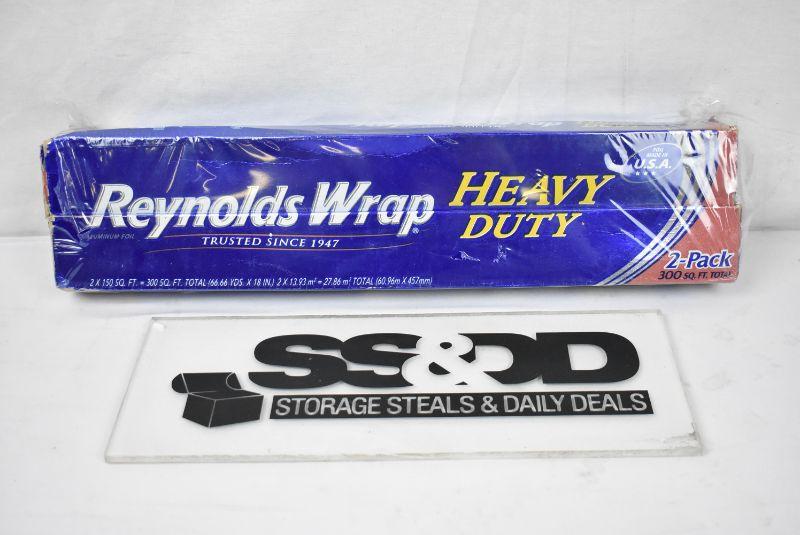 FOIL
MADE IN
U.S.A.
Reynolds Wrap®
HEAVY
DUTY
ALUMINUM FOIL
TRUSTED SINCE 1947
2-Pack
300 SQ. FT. TOTAL
2 X 150 SQ. FT. = 300 SQ. FT. TOTAL (66.66 YDS. X 18 IN.) 2 X 13.93 m² = 27.86 m² TOTAL (60.96m X 457mm)
SS&DD
STORAGE STEALS & DAILY DEALS